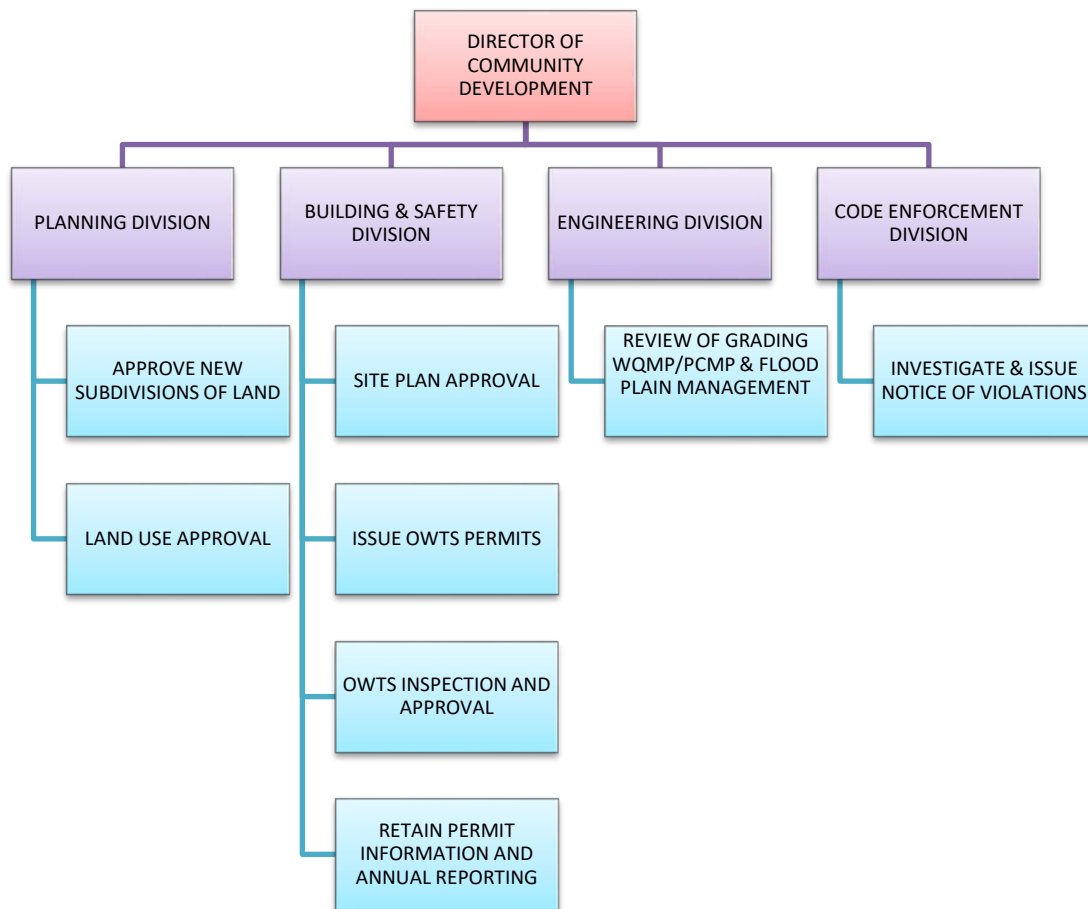 DIRECTOR OF
COMMUNITY
DEVELOPMENT
PLANNING DIVISION
BUILDING & SAFETY
DIVISION
ENGINEERING DIVISION
CODE ENFORCEMENT
DIVISION
APPROVE NEW
SUBDIVISIONS OF LAND
SITE PLAN APPROVAL
REVIEW OF GRADING
WQMP/PCMP & FLOOD
PLAIN MANAGEMENT
INVESTIGATE & ISSUE
NOTICE OF VIOLATIONS
LAND USE APPROVAL
ISSUE OWTS PERMITS
OWTS INSPECTION AND
APPROVAL
RETAIN PERMIT
INFORMATION AND
ANNUAL REPORTING